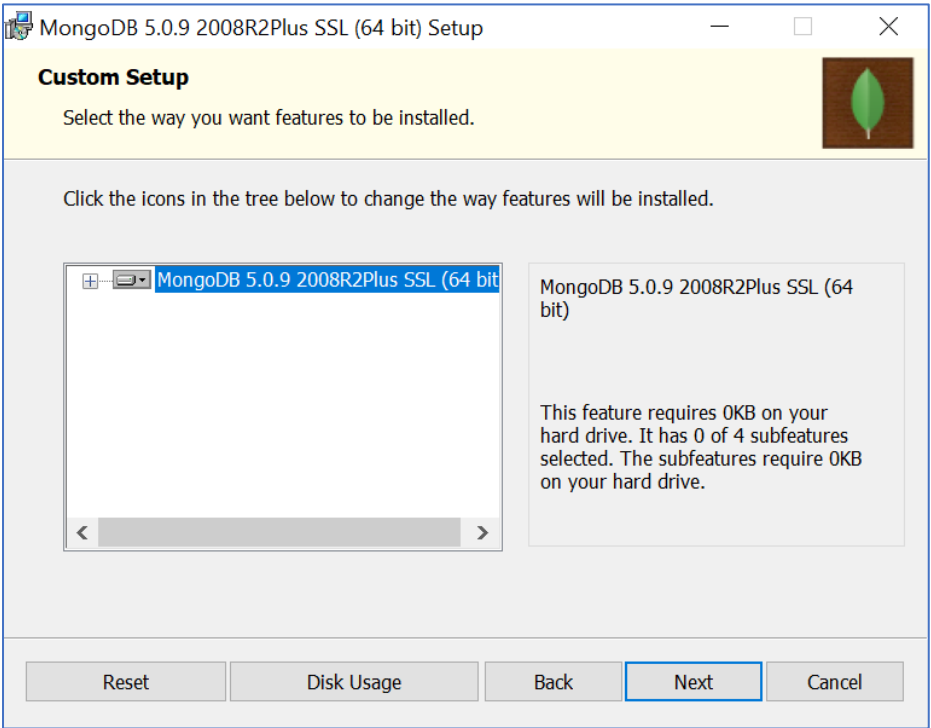 MongoDB 5.0.9 2008R2Plus SSL (64 bit) Setup
Custom Setup
Select the way you want features to be installed.
Click the icons in the tree below to change the way features will be installed.
MongoDB 5.0.9 2008R2Plus SSL (64 bit
MongoDB 5.0.9 2008R2Plus SSL (64
bit)
This feature requires 0KB on your
hard drive. It has 0 of 4 subfeatures
selected. The subfeatures require 0KB
on your hard drive.
Reset
Disk Usage
Back
Next
Cancel